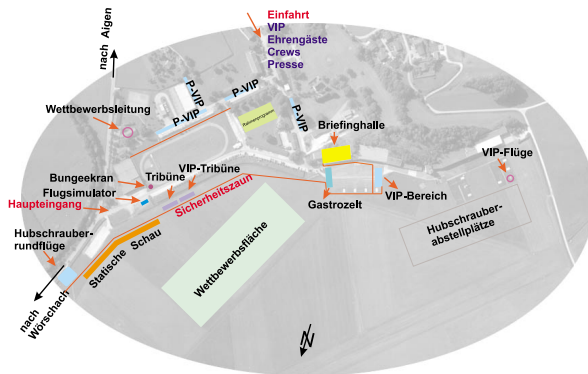 nach Aigen
Einfahrt
VIP
Ehrengäste
Crews
Presse
P-VIP
P-VIP
P-VIP
P-VIP
Wettbewerbsleitung
Rahmenprogramm
Briefinghalle
VIP-Flüge
Bungeekran
Tribüne
VIP-Tribüne
Flugsimulator
Haupteingang
Sicherheitszaun
Gastrozelt
VIP-Bereich
Hubschrauber-
rundflüge
Statische Schau
Wettbewerbsfläche
Hubschrauber-
abstellplätze
nach
Wörschach
N